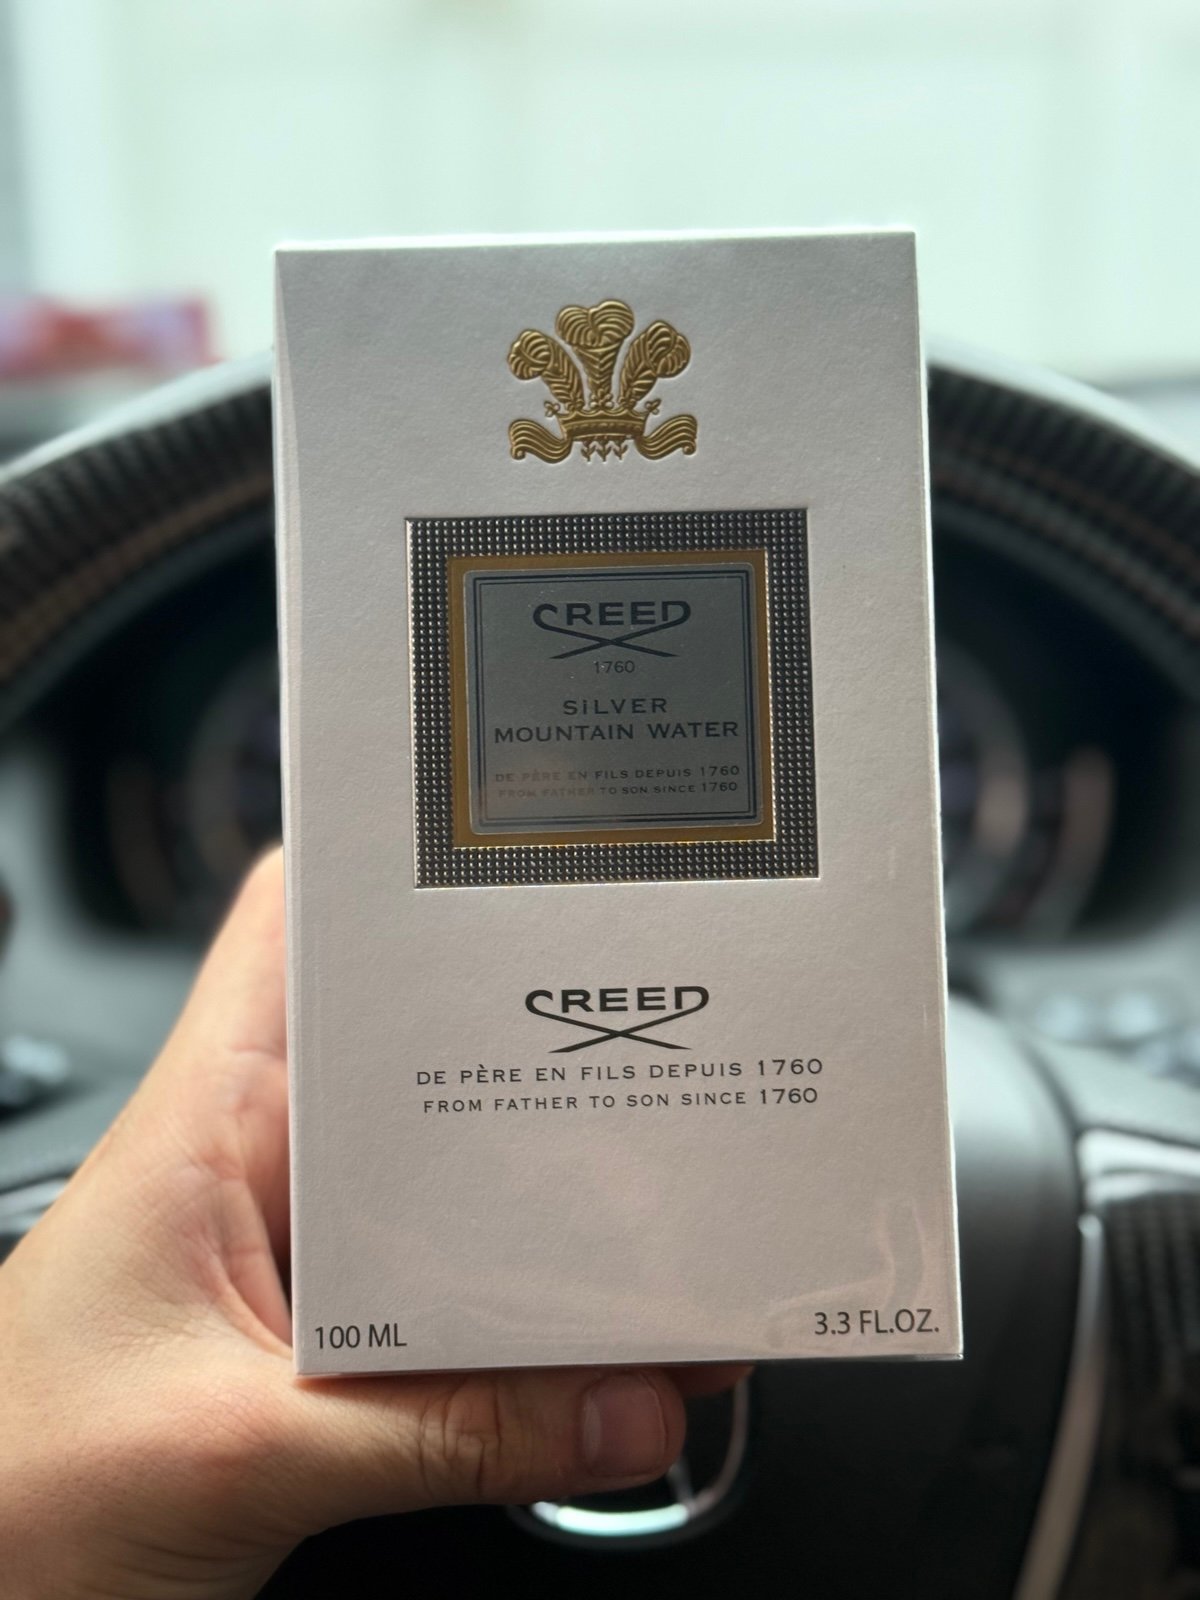 CREED
1760
SiLVER
MOUNTAIN WATER
DE PÈRE EN FILS DEPUIS 1760
FROM FATHER TO SON SINCE 1760
CREED
DE PÈRE EN FILS DEPUIS 1760
FROM FATHER TO SON SINCE 1760
100 ML
3.3 FL.OZ.